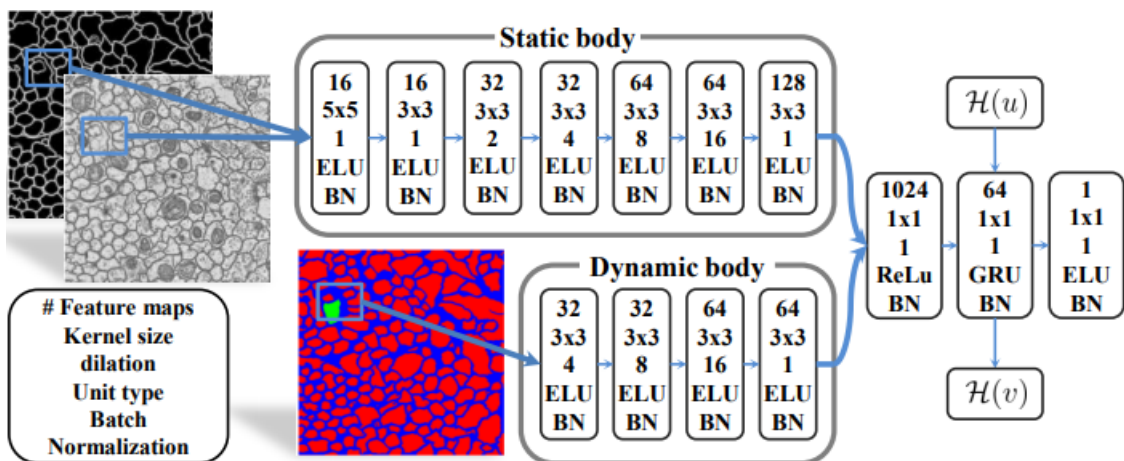 Static body
16
5x5
1
ELU
BN
16
3x3
1
ELU
BN
32
3x3
2
ELU
BN
32
3x3
4
ELU
BN
64
3x3
8
ELU
BN
64
3x3
16
ELU
BN
128
3x3
1
ELU
BN
# Feature maps
Kernel size
dilation
Unit type
Batch
Normalization
Dynamic body
32
3x3
4
ELU
BN
32
3x3
8
ELU
BN
64
3x3
16
ELU
BN
64
3x3
1
ELU
BN
1024
1x1
1
ReLu
BN
ℋ(u)
64
1x1
1
GRU
BN
ℋ(v)
1
1x1
1
ELU
BN